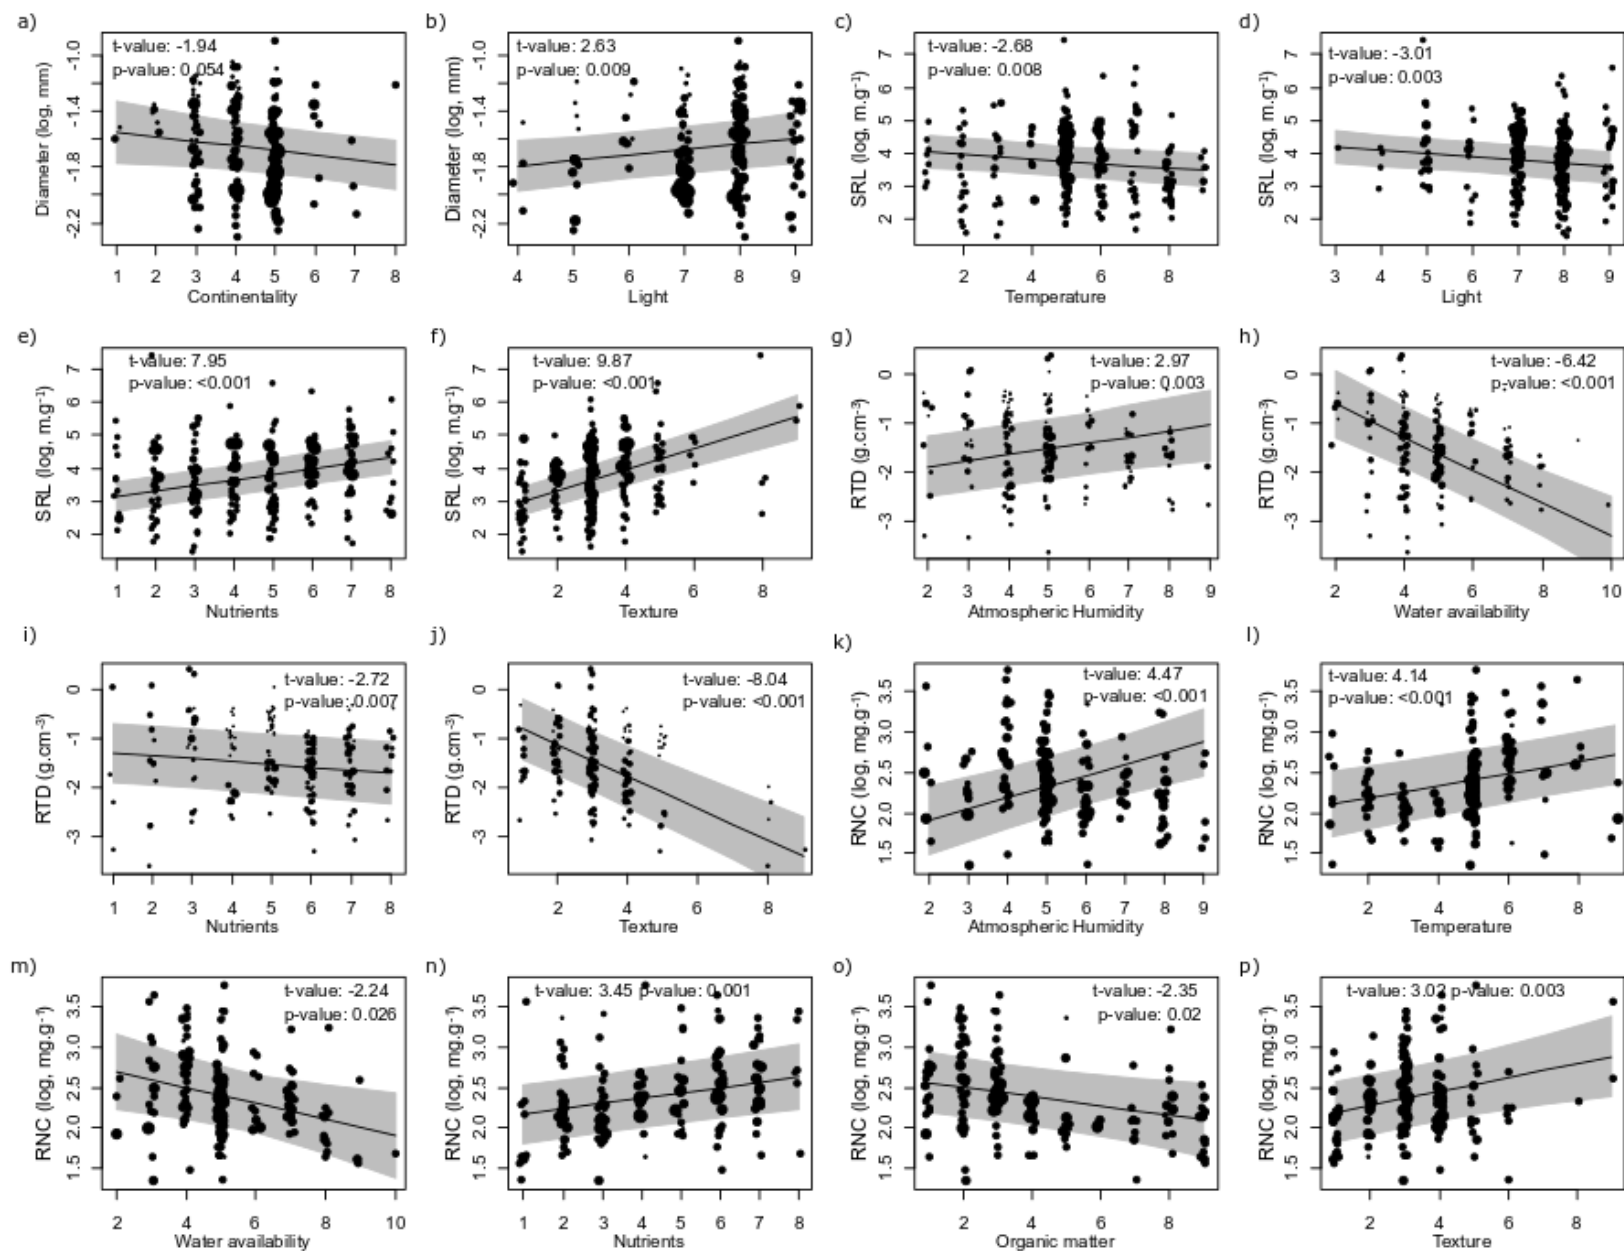 a)
t-value: -1.94
p-value: 0.054
Diameter (log, mm)
-1.0
-1.4
-1.8
-2.2
1 2 3 4 5 6 7 8
Continentality
b)
t-value: 2.63
p-value: 0.009
Diameter (log, mm)
-1.0
-1.4
-1.8
-2.2
4 5 6 7 8 9
Light
c)
t-value: -2.68
p-value: 0.008
SRL (log, m.g⁻¹)
7
6
5
4
3
2
2 4 6 8
Temperature
d)
t-value: -3.01
p-value: 0.003
SRL (log, m.g⁻¹)
7
6
5
4
3
2
3 4 5 6 7 8 9
Light
e)
t-value: 7.95
p-value: <0.001
SRL (log, m.g⁻¹)
7
6
5
4
3
2
1 2 3 4 5 6 7 8
Nutrients
f)
t-value: 9.87
p-value: <0.001
SRL (log, m.g⁻¹)
7
6
5
4
3
2
2 4 6 8
Texture
g)
t-value: 2.97
p-value: 0.003
RTD (g.cm⁻³)
0
-1
-2
-3
2 3 4 5 6 7 8 9
Atmospheric Humidity
h)
t-value: -6.42
p-value: <0.001
RTD (g.cm⁻³)
0
-1
-2
-3
2 4 6 8 10
Water availability
i)
t-value: -2.72
p-value: 0.007
RTD (g.cm⁻³)
0
-1
-2
-3
1 2 3 4 5 6 7 8
Nutrients
j)
t-value: -8.04
p-value: <0.001
RTD (g.cm⁻³)
0
-1
-2
-3
2 4 6 8
Texture
k)
t-value: 4.47
p-value: <0.001
RNC (log, mg.g⁻¹)
3.5
3.0
2.5
2.0
1.5
2 3 4 5 6 7 8 9
Atmospheric Humidity
l)
t-value: 4.14
p-value: <0.001
RNC (log, mg.g⁻¹)
3.5
3.0
2.5
2.0
1.5
2 4 6 8
Temperature
m)
t-value: -2.24
p-value: 0.026
RNC (log, mg.g⁻¹)
3.5
3.0
2.5
2.0
1.5
2 4 6 8 10
Water availability
n)
t-value: 3.45 p-value: 0.001
RNC (log, mg.g⁻¹)
3.5
3.0
2.5
2.0
1.5
1 2 3 4 5 6 7 8
Nutrients
o)
t-value: -2.35
p-value: 0.02
RNC (log, mg.g⁻¹)
3.5
3.0
2.5
2.0
1.5
2 4 6 8
Organic matter
p)
t-value: 3.02 p-value: 0.003
RNC (log, mg.g⁻¹)
3.5
3.0
2.5
2.0
1.5
2 4 6 8
Texture